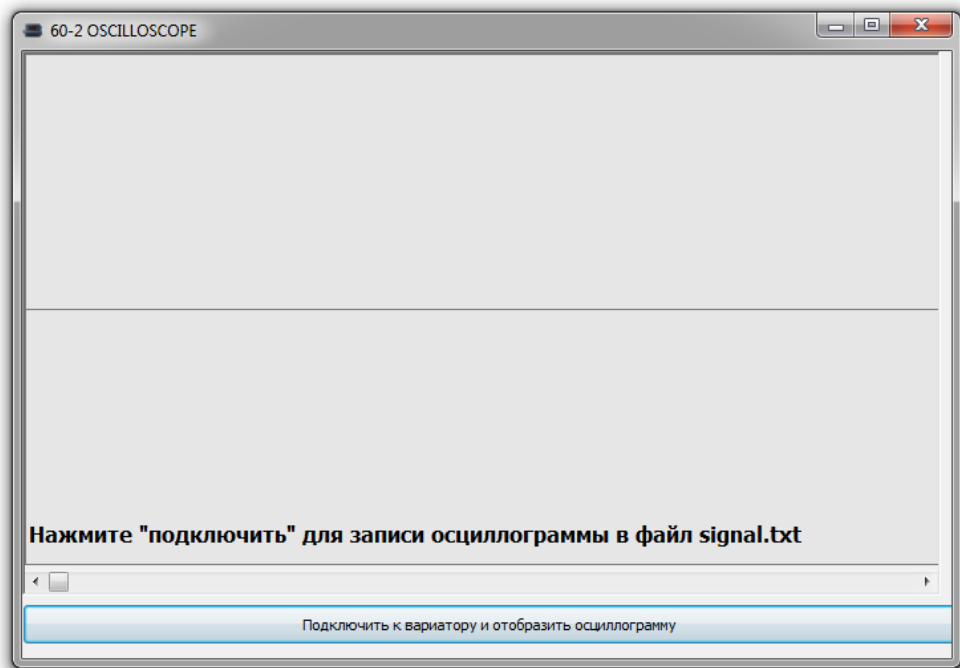 60-2 OSCILLOSCOPE
Нажмите "подключить" для записи осциллограммы в файл signal.txt
Подключить к вариатору и отобразить осциллограмму